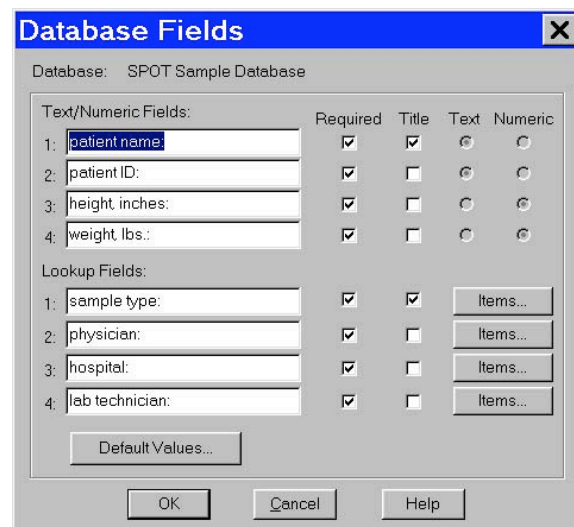 Database Fields
Database: SPOT Sample Database
Text/Numeric Fields: Required Title Text Numeric
1: patient name:
2: patient ID:
3: height, inches:
4: weight, lbs.:
Lookup Fields:
1: sample type: Items...
2: physician: Items...
3: hospital: Items...
4: lab technician: Items...
Default Values...
OK Cancel Help